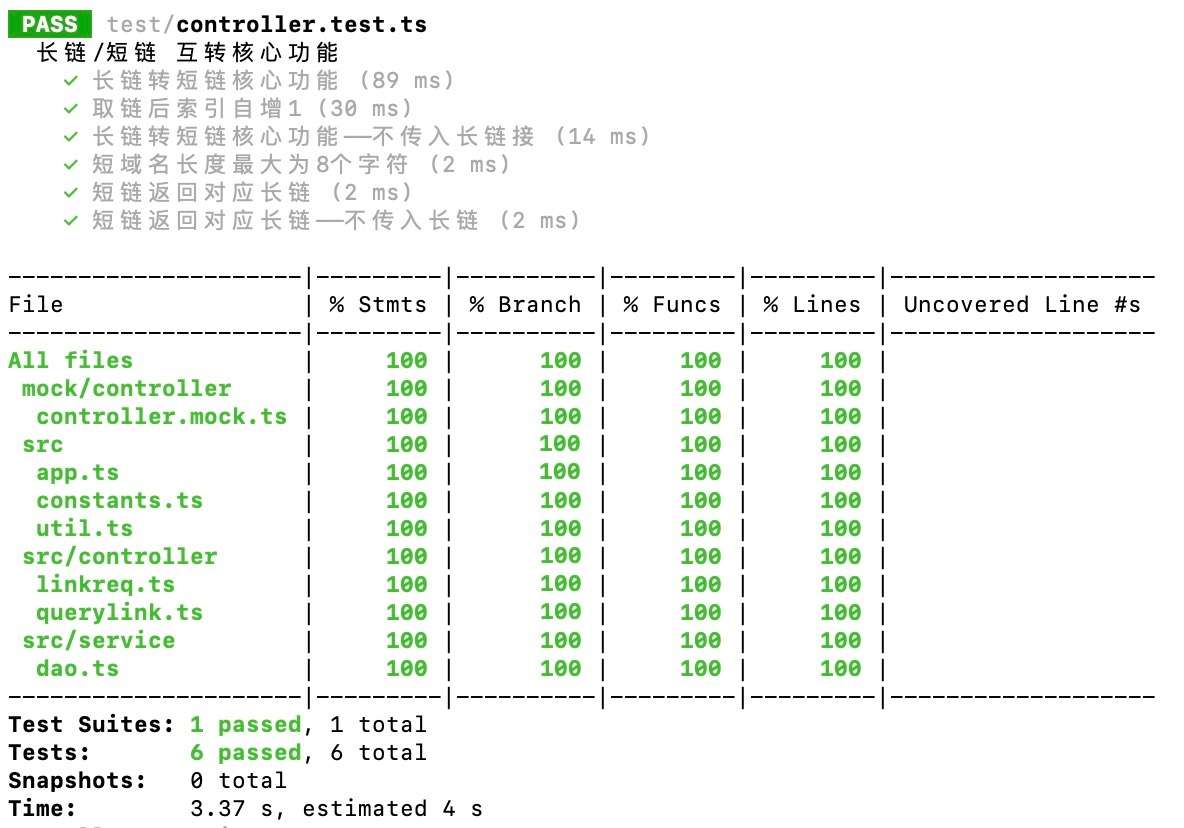 PASS test/controller.test.ts
长链/短链 互转核心功能
✓ 长链转短链核心功能 (89 ms)
✓ 取链后索引自增1 (30 ms)
✓ 长链转短链核心功能——不传入长链接 (14 ms)
✓ 短域名长度最大为8个字符 (2 ms)
✓ 短链返回对应长链 (2 ms)
✓ 短链返回对应长链——不传入长链 (2 ms)
File | % Stmts | % Branch | % Funcs | % Lines | Uncovered Line #s
All files | 100 | 100 | 100 | 100 |
mock/controller | 100 | 100 | 100 | 100 |
controller.mock.ts | 100 | 100 | 100 | 100 |
src | 100 | 100 | 100 | 100 |
app.ts | 100 | 100 | 100 | 100 |
constants.ts | 100 | 100 | 100 | 100 |
util.ts | 100 | 100 | 100 | 100 |
src/controller | 100 | 100 | 100 | 100 |
linkreq.ts | 100 | 100 | 100 | 100 |
querylink.ts | 100 | 100 | 100 | 100 |
src/service | 100 | 100 | 100 | 100 |
dao.ts | 100 | 100 | 100 | 100 |
Test Suites: 1 passed, 1 total
Tests: 6 passed, 6 total
Snapshots: 0 total
Time: 3.37 s, estimated 4 s